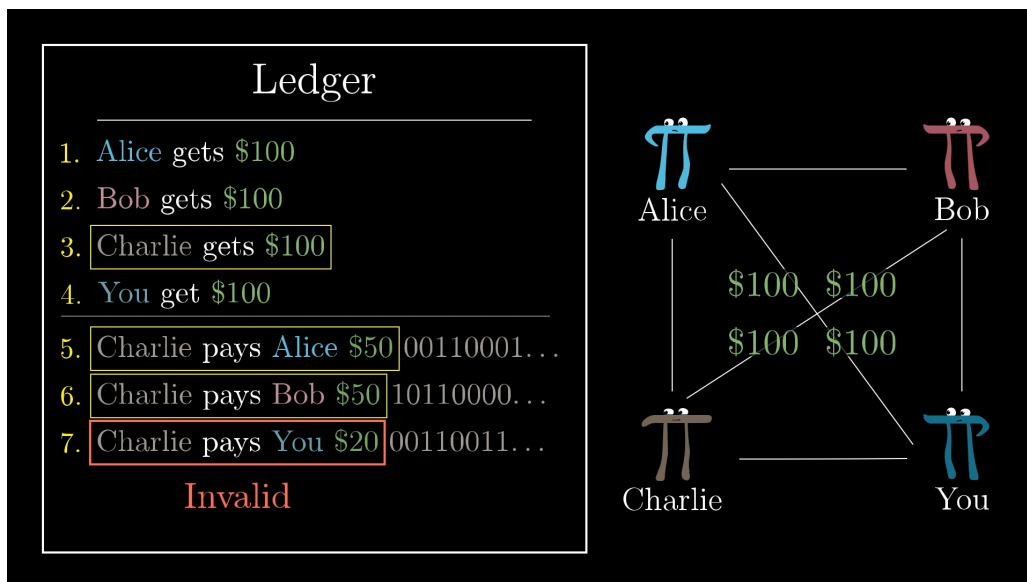 Ledger
1. Alice gets $100
2. Bob gets $100
3. Charlie gets $100
4. You get $100
5. Charlie pays Alice $50 00110001...
6. Charlie pays Bob $50 10110000...
7. Charlie pays You $20 00110011...
Invalid
Alice
Bob
$100 $100
$100 $100
Charlie
You